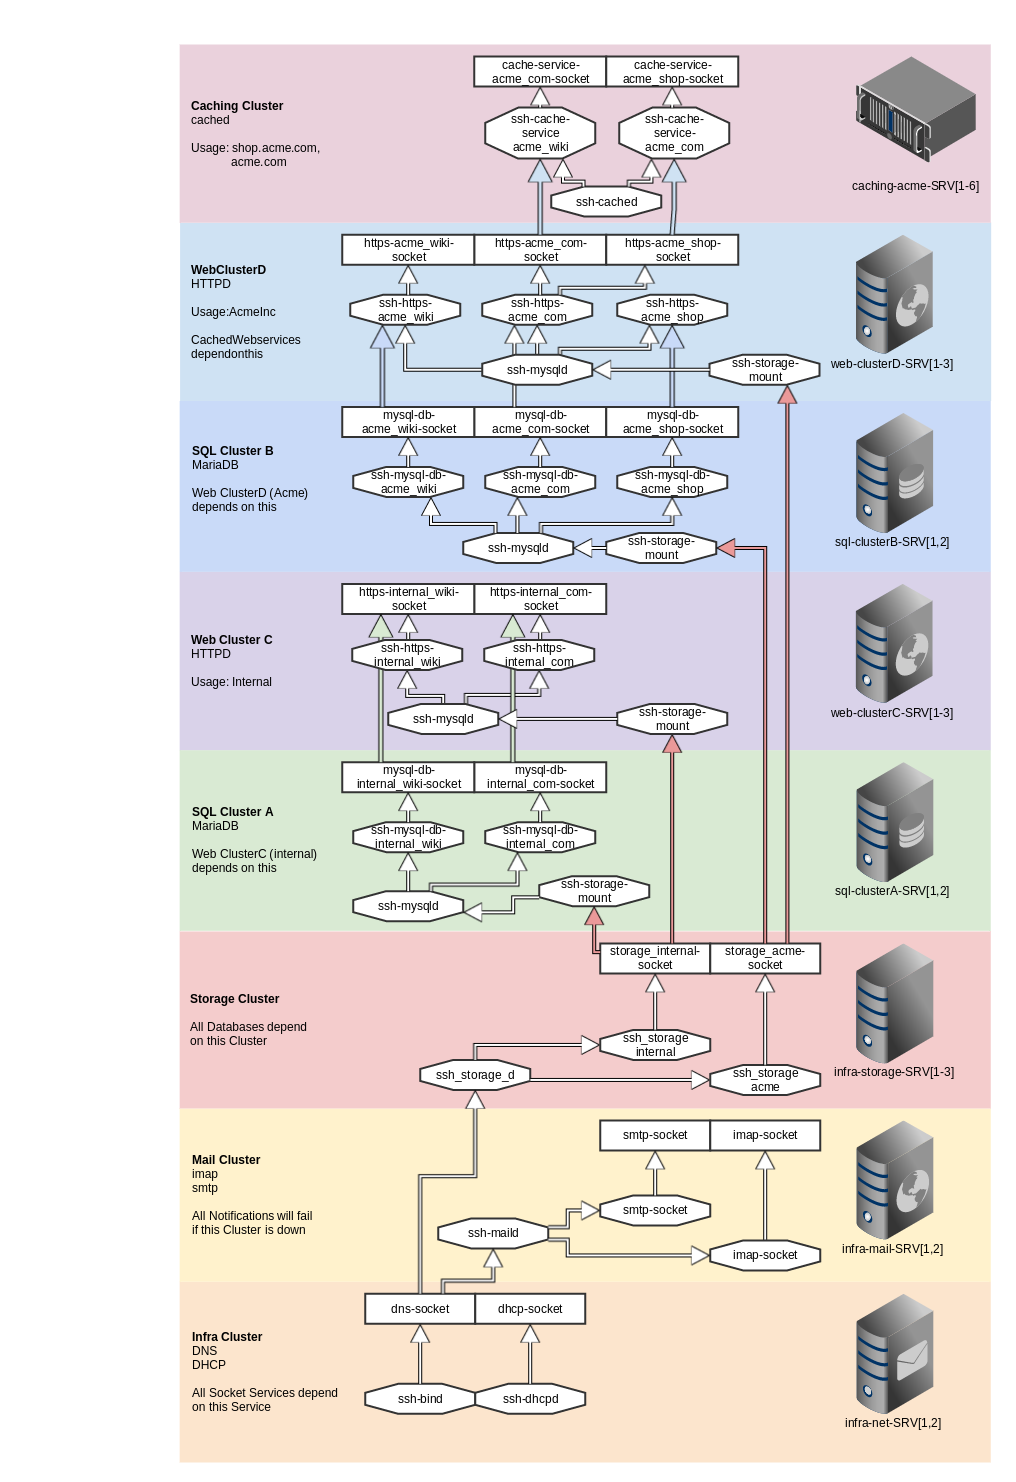 cache-service-
acme_com-socket
cache-service-
acme_shop-socket
Caching Cluster
cached
Usage: shop.acme.com,
acme.com
ssh-cache-
service
acme_wiki
ssh-cache-
service-
acme_com
ssh-cached
caching-acme-SRV[1-6]
https-acme_wiki-
socket
https-acme_com-
socket
https-acme_shop-
socket
WebClusterD
HTTPD
Usage:AcmeInc
CachedWebservices
dependonthis
ssh-https-
acme_wiki
ssh-https-
acme_com
ssh-https-
acme_shop
ssh-mysqld
ssh-storage-
mount
web-clusterD-SRV[1-3]
mysql-db-
acme_wiki-socket
mysql-db-
acme_com-socket
mysql-db-
acme_shop-socket
SQL Cluster B
MariaDB
Web ClusterD (Acme)
depends on this
ssh-mysql-db-
acme_wiki
ssh-mysql-db-
acme_com
ssh-mysql-db-
acme_shop
ssh-mysqld
ssh-storage-
mount
sql-clusterB-SRV[1,2]
https-internal_wiki-
socket
https-internal_com-
socket
Web Cluster C
HTTPD
Usage: Internal
ssh-https-
internal_wiki
ssh-https-
internal_com
ssh-mysqld
ssh-storage-
mount
web-clusterC-SRV[1-3]
mysql-db-
internal_wiki-socket
mysql-db-
internal_com-socket
SQL Cluster A
MariaDB
Web ClusterC (internal)
depends on this
ssh-mysql-db-
internal_wiki
ssh-mysql-db-
internal_com
ssh-mysqld
ssh-storage-
mount
sql-clusterA-SRV[1,2]
storage_internal-
socket
storage_acme-
socket
Storage Cluster
All Databases depend
on this Cluster
ssh_storage
internal
ssh_storage_d
ssh_storage
acme
infra-storage-SRV[1-3]
smtp-socket
imap-socket
Mail Cluster
imap
smtp
All Notifications will fail
if this Cluster is down
smtp-socket
ssh-maild
imap-socket
infra-mail-SRV[1,2]
dns-socket
dhcp-socket
Infra Cluster
DNS
DHCP
All Socket Services depend
on this Service
ssh-bind
ssh-dhcpd
infra-net-SRV[1,2]